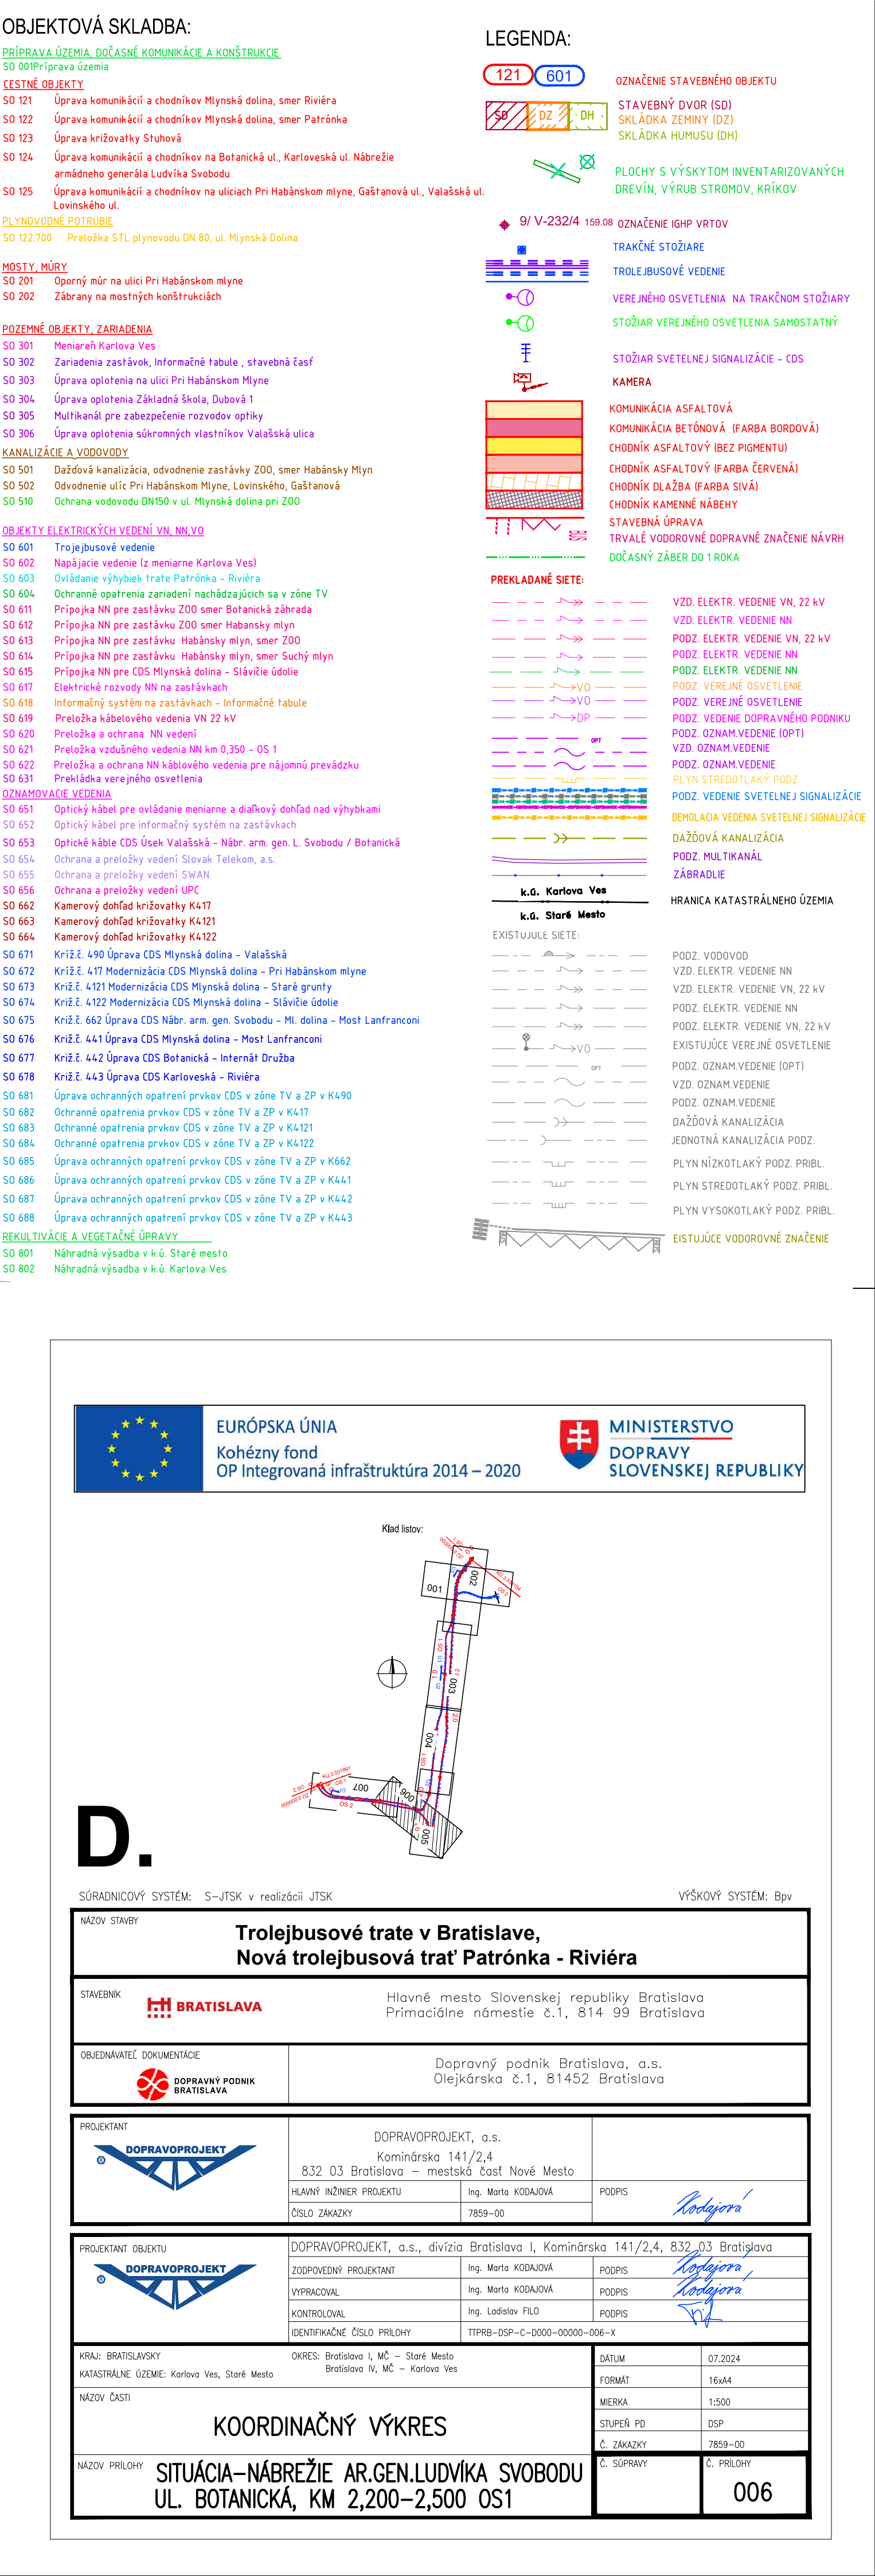 OBJEKTOVÁ SKLADBA:
PRÍPRAVA ÚZEMIA, DOČASNÉ KOMUNIKÁCIE A KONŠTRUKCIE
SO 001Príprava územia
CESTNÉ OBJEKTY
SO 121 Úprava komunikácií a chodníkov Mlynská dolina, smer Riviéra
SO 122 Úprava komunikácií a chodníkov Mlynská dolina, smer Patrónka
SO 123 Úprava križovatky Stuhová
SO 124 Úprava komunikácií a chodníkov na Botanická ul., Karloveská ul. Nábrežie
armádneho generála Ludvíka Svobodu
SO 125 Úprava komunikácií a chodníkov na uliciach Pri Habánskom mlyne, Gaštanová ul., Valašská ul.
Lovinského ul.
PLYNOVODNÉ POTRUBIE
SO 122.700 Preložka STL plynovodu DN 80, ul. Mlynská Dolina
MOSTY, MÚRY
SO 201 Oporný múr na ulici Pri Habánskom mlyne
SO 202 Zábrany na mostných konštrukciách
POZEMNÉ OBJEKTY, ZARIADENIA
SO 301 Meniareň Karlova Ves
SO 302 Zariadenia zastávok, Informačné tabule , stavebná časť
SO 303 Úprava oplotenia na ulici Pri Habánskom Mlyne
SO 304 Úprava oplotenia Základná škola, Dubová 1
SO 305 Multikanál pre zabezpečenie rozvodov optiky
SO 306 Úprava oplotenia súkromných vlastníkov Valašská ulica
KANALIZÁCIE A VODOVODY
SO 501 Dažďová kanalizácia, odvodnenie zastávky ZOO, smer Habánsky Mlyn
SO 502 Odvodnenie ulíc Pri Habánskom Mlyne, Lovinského, Gaštanová
SO 510 Ochrana vodovodu DN150 v ul. Mlynská dolina pri ZOO
OBJEKTY ELEKTRICKÝCH VEDENÍ VN, NN,VO
SO 601 Trojejbusové vedenie
SO 602 Napájacie vedenie (z meniarne Karlova Ves)
SO 603 Ovládanie výhybiek trate Patrónka - Riviéra
SO 604 Ochranné opatrenia zariadení nachádzajúcich sa v zóne TV
SO 611 Prípojka NN pre zastávku ZOO smer Botanická záhrada
SO 612 Prípojka NN pre zastávku ZOO smer Habansky mlyn
SO 613 Prípojka NN pre zastávku Habánsky mlyn, smer ZOO
SO 614 Prípojka NN pre zastávku Habánsky mlyn, smer Suchý mlyn
SO 615 Prípojka NN pre CDS Mlynská dolina - Slávičie údolie
SO 617 Elektrické rozvody NN na zastávkach
SO 618 Informačný systém na zastávkach - Informačné tabule
SO 619 Preložka kábelového vedenia VN 22 kV
SO 620 Preložka a ochrana NN vedení
SO 621 Preložka vzdušného vedenia NN km 0,350 - OS 1
SO 622 Preložka a ochrana NN káblového vedenia pre nájomnú prevádzku
SO 631 Prekládka verejného osvetlenia
OZNAMOVACIE VEDENIA
SO 651 Optický kábel pre ovládanie meniarne a diaľkový dohľad nad výhybkami
SO 652 Optický kábel pre informačný systém na zastávkach
SO 653 Optické káble CDS Úsek Valašská - Nábr. arm. gen. L. Svobodu / Botanická
SO 654 Ochrana a preložky vedení Slovak Telekom, a.s.
SO 655 Ochrana a preložky vedení SWAN
SO 656 Ochrana a preložky vedení UPC
SO 662 Kamerový dohľad križovatky K417
SO 663 Kamerový dohľad križovatky K4121
SO 664 Kamerový dohľad križovatky K4122
SO 671 Kríž.č. 490 Úprava CDS Mlynská dolina - Valašská
SO 672 Kríž.č. 417 Modernizácia CDS Mlynská dolina - Pri Habánskom mlyne
SO 673 Križ.č. 4121 Modernizácia CDS Mlynská dolina - Staré grunty
SO 674 Križ.č. 4122 Modernizácia CDS Mlynská dolina - Slávičie údolie
SO 675 Križ.č. 662 Úprava CDS Nábr. arm. gen. Svobodu - Ml. dolina - Most Lanfranconi
SO 676 Križ.č. 441 Úprava CDS Mlynská dolina - Most Lanfranconi
SO 677 Križ.č. 442 Úprava CDS Botanická - Internát Družba
SO 678 Križ.č. 443 Úprava CDS Karloveská - Riviéra
SO 681 Úprava ochranných opatrení prvkov CDS v zóne TV a ZP v K490
SO 682 Ochranné opatrenia prvkov CDS v zóne TV a ZP v K417
SO 683 Ochranné opatrenia prvkov CDS v zóne TV a ZP v K4121
SO 684 Ochranné opatrenia prvkov CDS v zóne TV a ZP v K4122
SO 685 Úprava ochranných opatrení prvkov CDS v zóne TV a ZP v K662
SO 686 Úprava ochranných opatrení prvkov CDS v zóne TV a ZP v K441
SO 687 Úprava ochranných opatrení prvkov CDS v zóne TV a ZP v K442
SO 688 Úprava ochranných opatrení prvkov CDS v zóne TV a ZP v K443
REKULTIVÁCIE A VEGETAČNÉ ÚPRAVY
SO 801 Náhradná výsadba v k.ú. Staré mesto
SO 802 Náhradná výsadba v k.ú. Karlova Ves
LEGENDA:
121 601 OZNAČENIE STAVEBNÉHO OBJEKTU
SD DZ DH STAVEBNÝ DVOR (SD)
SKLÁDKA ZEMINY (DZ)
SKLÁDKA HUMUSU (DH)
PLOCHY S VÝSKYTOM INVENTARIZOVANÝCH
DREVÍN, VÝRUB STROMOV, KRÍKOV
9/ V-232/4 159.08 OZNAČENIE IGHP VRTOV
TRAKČNÉ STOŽIARE
TROLEJBUSOVÉ VEDENIE
VEREJNÉHO OSVETLENIA NA TRAKČNOM STOŽIARY
STOŽIAR VEREJNÉHO OSVETLENIA SAMOSTATNÝ
STOŽIAR SVETELNEJ SIGNALIZÁCIE - CDS
KAMERA
KOMUNIKÁCIA ASFALTOVÁ
KOMUNIKÁCIA BETÓNOVÁ (FARBA BORDOVÁ)
CHODNÍK ASFALTOVÝ (BEZ PIGMENTU)
CHODNÍK ASFALTOVÝ (FARBA ČERVENÁ)
CHODNÍK DLAŽBA (FARBA SIVÁ)
CHODNÍK KAMENNÉ NÁBEHY
STAVEBNÁ ÚPRAVA
TRVALÉ VODOROVNÉ DOPRAVNÉ ZNAČENIE NÁVRH
DOČASNÝ ZÁBER DO 1 ROKA
PREKLADANÉ SIETE:
VZD. ELEKTR. VEDENIE VN, 22 kV
VZD. ELEKTR. VEDENIE NN
PODZ. ELEKTR. VEDENIE VN, 22 kV
PODZ. ELEKTR. VEDENIE NN
PODZ. ELEKTR. VEDENIE NN
VO PODZ. VEREJNÉ OSVETLENIE
VO PODZ. VEREJNÉ OSVETLENIE
DP PODZ. VEDENIE DOPRAVNÉHO PODNIKU
OPT PODZ. OZNAM.VEDENIE (OPT)
VZD. OZNAM.VEDENIE
PODZ. OZNAM.VEDENIE
PLYN STREDOTLAKÝ PODZ.
PODZ. VEDENIE SVETELNEJ SIGNALIZÁCIE
DEMOLACIA VEDENIA SVETELNEJ SIGNALIZÁCIE
DAŽĎOVÁ KANALIZÁCIA
PODZ. MULTIKANÁL
ZÁBRADLIE
k.ú. Karlova Ves
HRANICA KATASTRÁLNEHO ÚZEMIA
k.ú. Staré Mesto
EXISTUJÚCE SIETE:
PODZ. VODOVOD
VZD. ELEKTR. VEDENIE NN
VZD. ELEKTR. VEDENIE VN, 22 kV
PODZ. ELEKTR. VEDENIE NN
PODZ. ELEKTR. VEDENIE VN, 22 kV
VO EXISTUJÚCE VEREJNÉ OSVETLENIE
OPT PODZ. OZNAM.VEDENIE (OPT)
VZD. OZNAM.VEDENIE
PODZ. OZNAM.VEDENIE
DAŽĎOVÁ KANALIZÁCIA
JEDNOTNÁ KANALIZÁCIA PODZ.
PLYN NÍZKOTLAKÝ PODZ. PRIBL.
PLYN STREDOTLAKÝ PODZ. PRIBL.
PLYN VYSOKOTLAKÝ PODZ. PRIBL.
EISTUJÚCE VODOROVNÉ ZNAČENIE
EURÓPSKA ÚNIA
Kohézny fond
OP Integrovaná infraštruktúra 2014 – 2020
MINISTERSTVO
DOPRAVY
SLOVENSKEJ REPUBLIKY
Klad listov:
001
002
003
004
007
006
005
D.
SÚRADNICOVÝ SYSTÉM: S-JTSK v realizácii JTSK
VÝŠKOVÝ SYSTÉM: Bpv
NÁZOV STAVBY
Trolejbusové trate v Bratislave,
Nová trolejbusová trať Patrónka - Riviéra
STAVEBNÍK
BRATISLAVA
Hlavné mesto Slovenskej republiky Bratislava
Primaciálne námestie č.1, 814 99 Bratislava
OBJEDNÁVATEĽ DOKUMENTÁCIE
DOPRAVNÝ PODNIK
BRATISLAVA
Dopravný podnik Bratislava, a.s.
Olejkárska č.1, 81452 Bratislava
PROJEKTANT
DOPRAVOPROJEKT
DOPRAVOPROJEKT, a.s.
Kominárska 141/2,4
832 03 Bratislava - mestská časť Nové Mesto
HLAVNÝ INŽINIER PROJEKTU Ing. Marta KODAJOVÁ PODPIS Kodajová
ČÍSLO ZÁKAZKY 7859-00
PROJEKTANT OBJEKTU
DOPRAVOPROJEKT
DOPRAVOPROJEKT, a.s., divízia Bratislava I, Kominárska 141/2,4, 832 03 Bratislava
ZODPOVEDNÝ PROJEKTANT Ing. Marta KODAJOVÁ PODPIS Kodajová
VYPRACOVAL Ing. Marta KODAJOVÁ PODPIS Kodajová
KONTROLOVAL Ing. Ladislav FILO PODPIS
IDENTIFIKAČNÉ ČÍSLO PRÍLOHY TTPRB-DSP-C-D000-00000-006-X
KRAJ: BRATISLAVSKY
OKRES: Bratislava I, MČ - Staré Mesto
Bratislava IV, MČ - Karlova Ves
KATASTRÁLNE ÚZEMIE: Karlova Ves, Staré Mesto
DÁTUM 07.2024
FORMÁT 16xA4
MIERKA 1:500
STUPEŇ PD DSP
Č. ZÁKAZKY 7859-00
NÁZOV ČASTI
KOORDINAČNÝ VÝKRES
NÁZOV PRÍLOHY
SITUÁCIA-NÁBREŽIE AR.GEN.LUDVÍKA SVOBODU
UL. BOTANICKÁ, KM 2,200-2,500 OS1
Č. SÚPRAVY
Č. PRÍLOHY
006